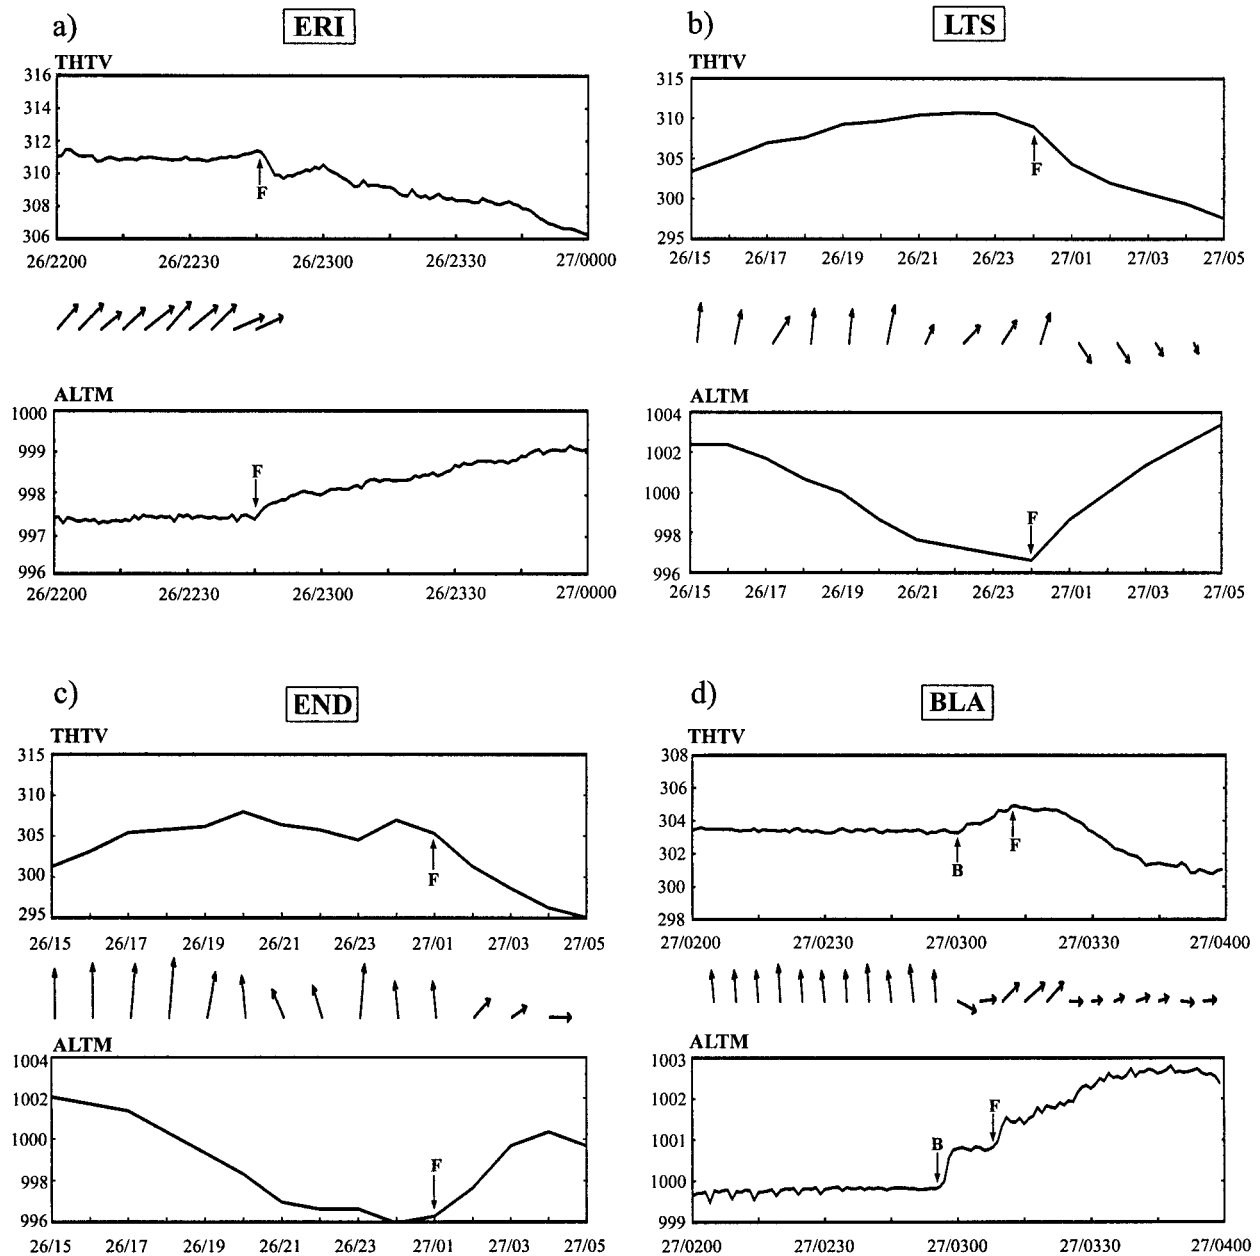 a)
ERI
THTV
316
314
312
310
308
306
F
26/2200 26/2230 26/2300 26/2330 27/0000
ALTM
1000
999
998
997
996
F
26/2200 26/2230 26/2300 26/2330 27/0000
b)
LTS
THTV
315
310
305
300
295
F
26/15 26/17 26/19 26/21 26/23 27/01 27/03 27/05
ALTM
1004
1002
1000
998
996
F
26/15 26/17 26/19 26/21 26/23 27/01 27/03 27/05
c)
END
THTV
315
310
305
300
295
F
26/15 26/17 26/19 26/21 26/23 27/01 27/03 27/05
ALTM
1004
1002
1000
998
996
F
26/15 26/17 26/19 26/21 26/23 27/01 27/03 27/05
d)
BLA
THTV
308
306
304
302
300
298
B
F
27/0200 27/0230 27/0300 27/0330 27/0400
ALTM
1003
1002
1001
1000
999
B
F
27/0200 27/0230 27/0300 27/0330 27/0400